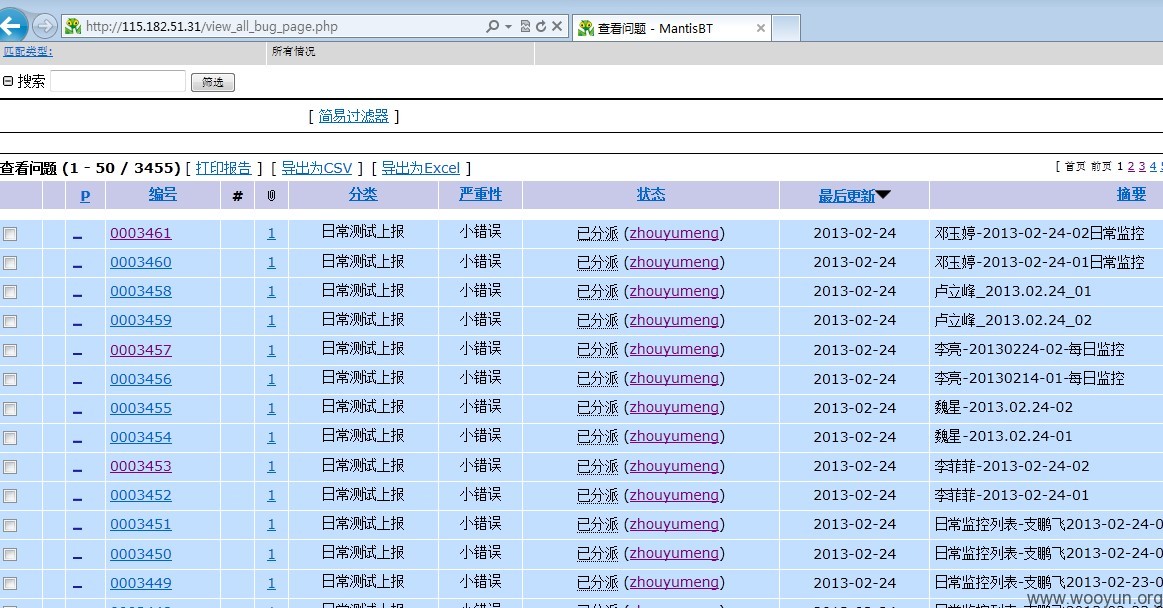 http://115.182.51.31/view_all_bug_page.php
查看问题 - MantisBT
匹配类型: 所有情况
搜索 筛选
[ 简易过滤器 ]
查看问题 (1 - 50 / 3455) [ 打印报告 ] [ 导出为CSV ] [ 导出为Excel ] [ 首页 前页 1 2 3 4
P 编号 # 分类 严重性 状态 最后更新 摘要
0003461 1 日常测试上报 小错误 已分派 (zhouyumeng) 2013-02-24 邓玉婷-2013-02-24-02日常监控
0003460 1 日常测试上报 小错误 已分派 (zhouyumeng) 2013-02-24 邓玉婷-2013-02-24-01日常监控
0003458 1 日常测试上报 小错误 已分派 (zhouyumeng) 2013-02-24 卢立峰_2013.02.24_01
0003459 1 日常测试上报 小错误 已分派 (zhouyumeng) 2013-02-24 卢立峰_2013.02.24_02
0003457 1 日常测试上报 小错误 已分派 (zhouyumeng) 2013-02-24 李亮-20130224-02-每日监控
0003456 1 日常测试上报 小错误 已分派 (zhouyumeng) 2013-02-24 李亮-20130214-01-每日监控
0003455 1 日常测试上报 小错误 已分派 (zhouyumeng) 2013-02-24 魏星-2013.02.24-02
0003454 1 日常测试上报 小错误 已分派 (zhouyumeng) 2013-02-24 魏星-2013.02.24-01
0003453 1 日常测试上报 小错误 已分派 (zhouyumeng) 2013-02-24 李菲菲-2013-02-24-02
0003452 1 日常测试上报 小错误 已分派 (zhouyumeng) 2013-02-24 李菲菲-2013-02-24-01
0003451 1 日常测试上报 小错误 已分派 (zhouyumeng) 2013-02-24 日常监控列表-支鹏飞2013-02-24-0
0003450 1 日常测试上报 小错误 已分派 (zhouyumeng) 2013-02-24 日常监控列表-支鹏飞2013-02-24-0
0003449 1 日常测试上报 小错误 已分派 (zhouyumeng) 2013-02-24 日常监控列表-支鹏飞2013-02-23-0
www.wooyun.org